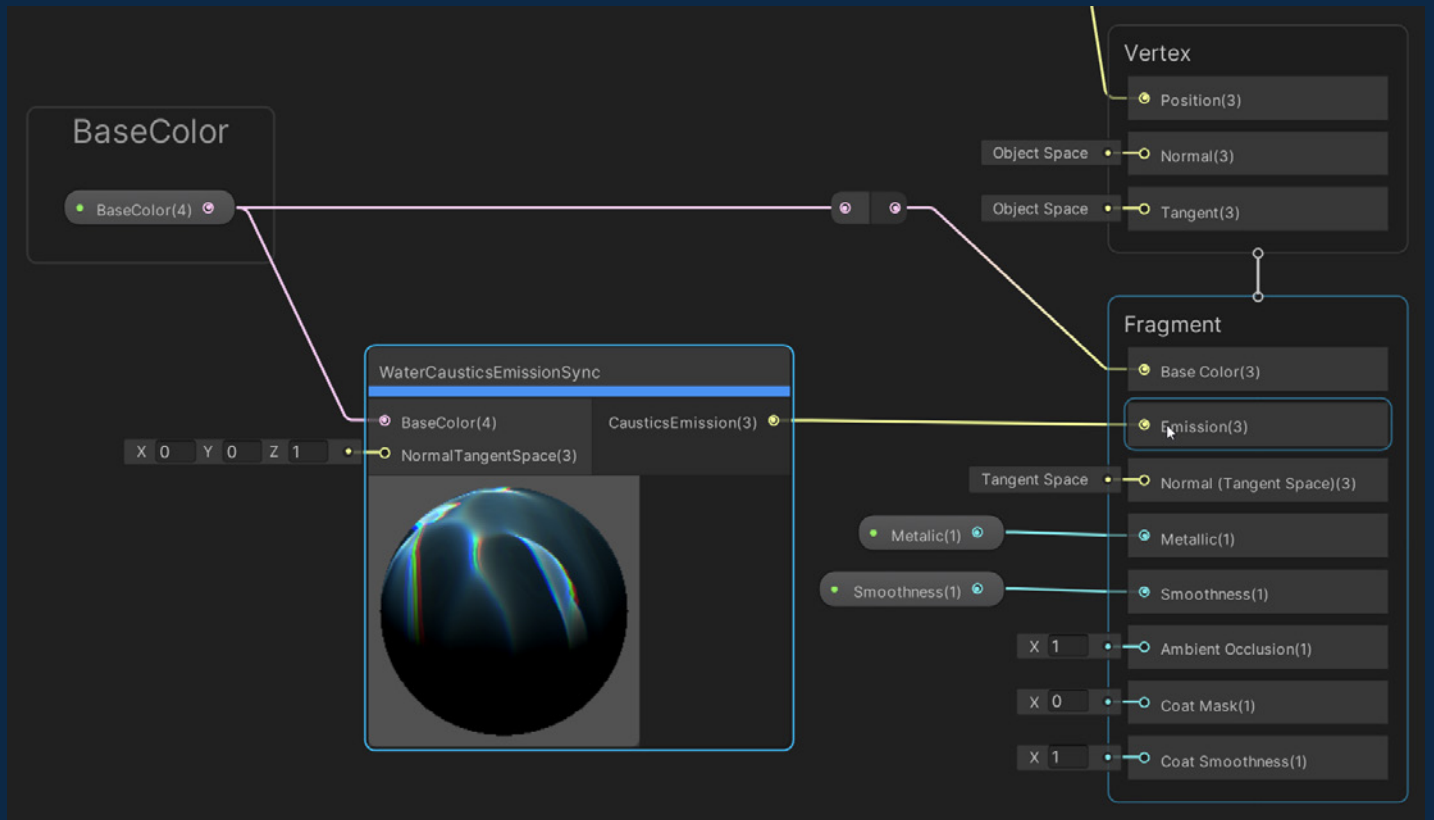 Vertex
Position(3)
Object Space
Normal(3)
Object Space
Tangent(3)
BaseColor
BaseColor(4)
Fragment
Base Color(3)
Emission(3)
Tangent Space
Normal (Tangent Space)(3)
Metalic(1)
Metallic(1)
Smoothness(1)
Smoothness(1)
X 1
Ambient Occlusion(1)
X 0
Coat Mask(1)
X 1
Coat Smoothness(1)
WaterCausticsEmissionSync
BaseColor(4)
CausticsEmission(3)
X 0 Y 0 Z 1
NormalTangentSpace(3)